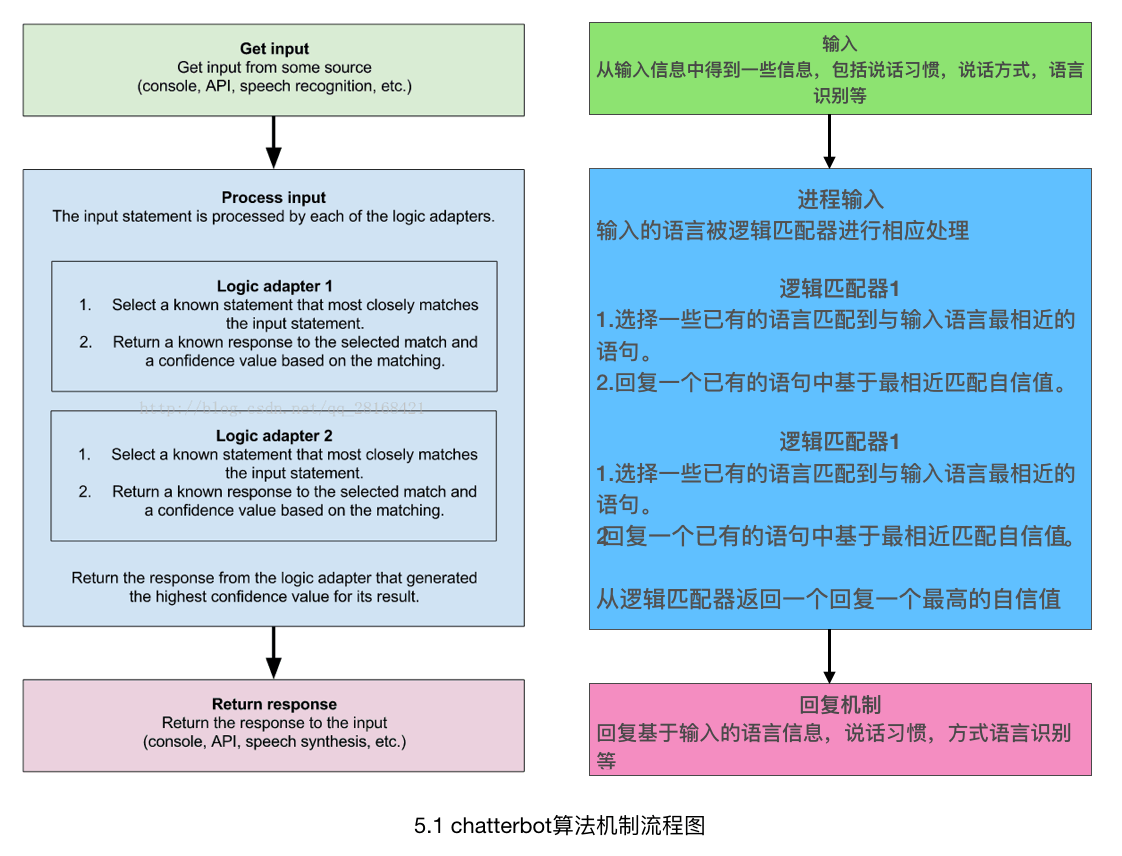 Get input
Get input from some source
(console, API, speech recognition, etc.)
Process input
The input statement is processed by each of the logic adapters.
Logic adapter 1
1. Select a known statement that most closely matches
the input statement.
2. Return a known response to the selected match and
a confidence value based on the matching.
http://blog.csdn.net/qq_28168421
Logic adapter 2
1. Select a known statement that most closely matches
the input statement.
2. Return a known response to the selected match and
a confidence value based on the matching.
Return the response from the logic adapter that generated
the highest confidence value for its result.
Return response
Return the response to the input
(console, API, speech synthesis, etc.)
输入
从输入信息中得到一些信息，包括说话习惯，说话方式，语言
识别等
进程输入
输入的语言被逻辑匹配器进行相应处理
逻辑匹配器1
1.选择一些已有的语言匹配到与输入语言最相近的
语句。
2.回复一个已有的语句中基于最相近匹配自信值。
逻辑匹配器1
1.选择一些已有的语言匹配到与输入语言最相近的
语句。
2回复一个已有的语句中基于最相近匹配自信值。
从逻辑匹配器返回一个回复一个最高的自信值
回复机制
回复基于输入的语言信息，说话习惯，方式语言识别
等
5.1 chatterbot算法机制流程图